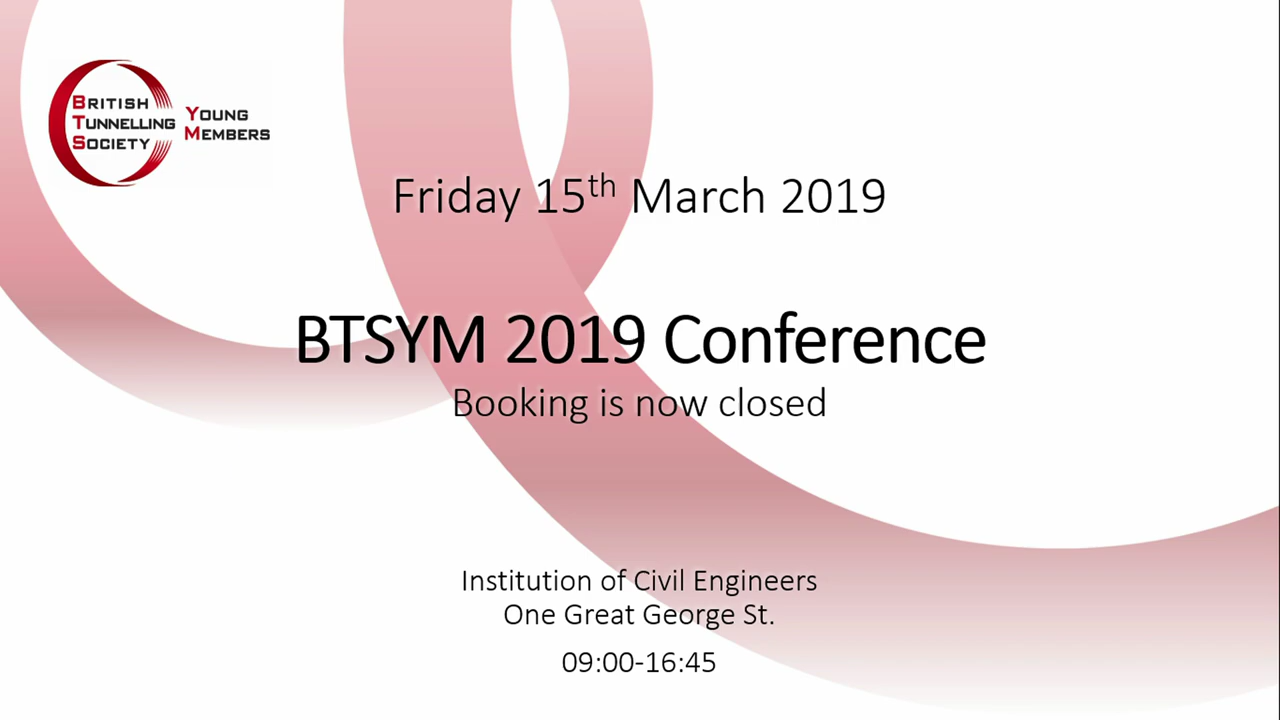 BRITISH
TUNNELLING
SOCIETY
YOUNG
MEMBERS
Friday 15th March 2019
BTSYM 2019 Conference
Booking is now closed
Institution of Civil Engineers
One Great George St.
09:00-16:45